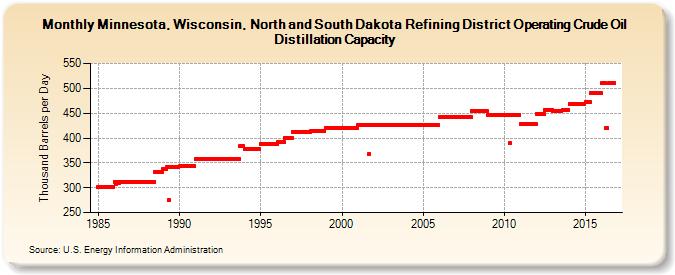 Monthly Minnesota, Wisconsin, North and South Dakota Refining District Operating Crude Oil
Distillation Capacity
Thousand Barrels per Day
550
500
450
400
350
300
250
1985 1990 1995 2000 2005 2010 2015
Source: U.S. Energy Information Administration